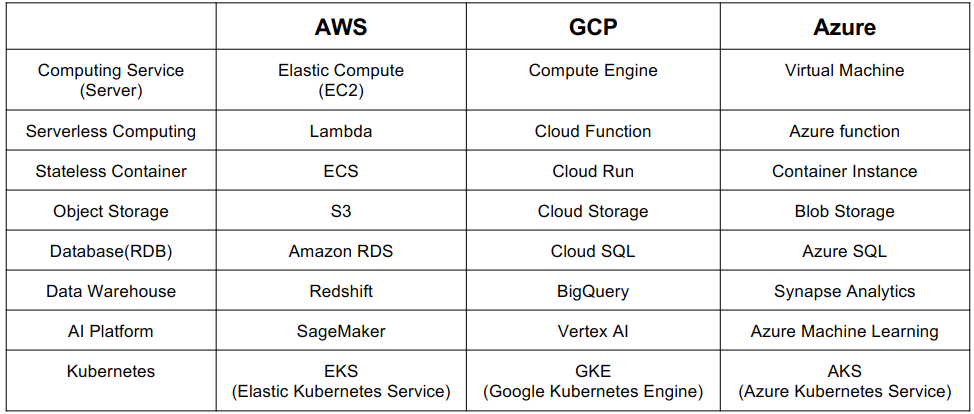 AWS GCP Azure
Computing Service (Server) Elastic Compute (EC2) Compute Engine Virtual Machine
Serverless Computing Lambda Cloud Function Azure function
Stateless Container ECS Cloud Run Container Instance
Object Storage S3 Cloud Storage Blob Storage
Database(RDB) Amazon RDS Cloud SQL Azure SQL
Data Warehouse Redshift BigQuery Synapse Analytics
AI Platform SageMaker Vertex AI Azure Machine Learning
Kubernetes EKS (Elastic Kubernetes Service) GKE (Google Kubernetes Engine) AKS (Azure Kubernetes Service)